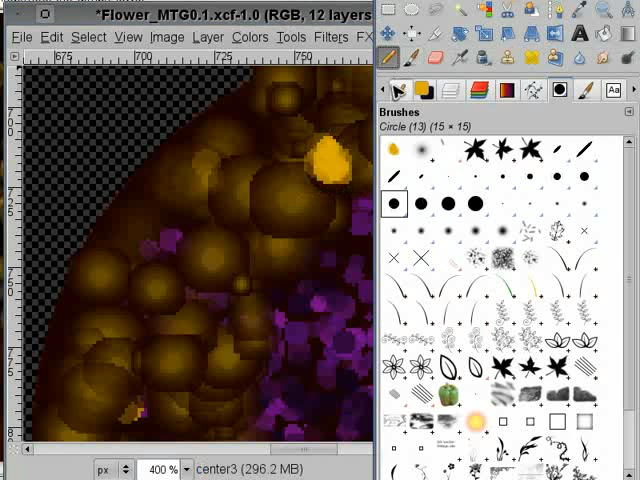 *Flower_MTG0.1.xcf-1.0 (RGB, 12 layers
File Edit Select View Image Layer Colors Tools Filters FX
675 700 750
Brushes
Circle (13) (15 × 15)
Aa
px 400 % center3 (296.2 MB)